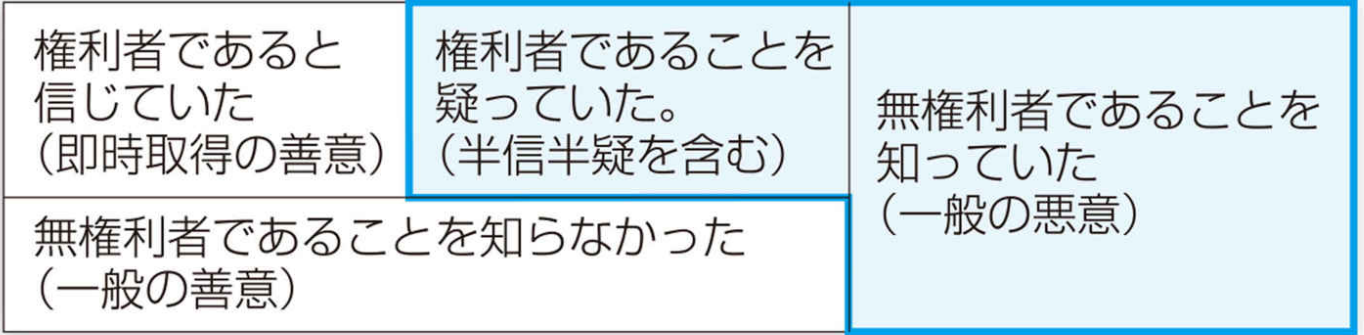 権利者であると
信じていた
（即時取得の善意）
権利者であることを
疑っていた。
（半信半疑を含む）
無権利者であることを
知っていた
（一般の悪意）
無権利者であることを知らなかった
（一般の善意）